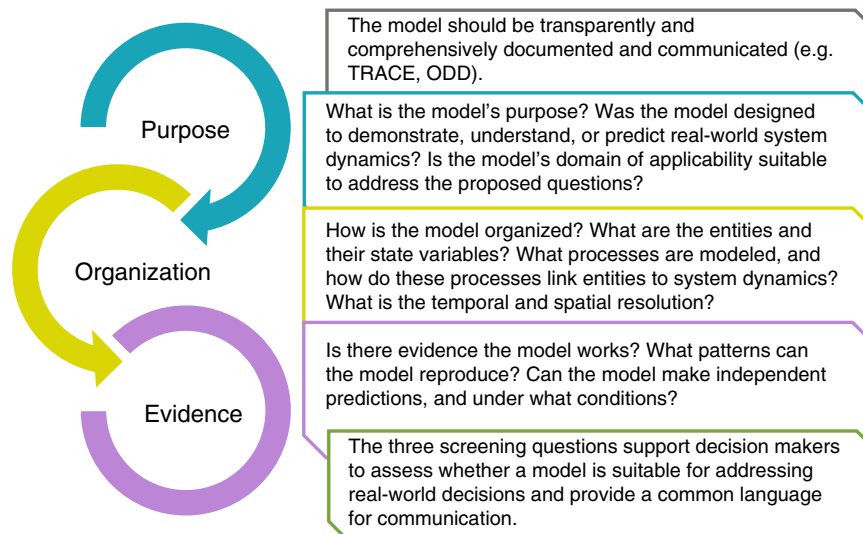 The model should be transparently and
comprehensively documented and communicated (e.g.
TRACE, ODD).
Purpose
What is the model's purpose? Was the model designed
to demonstrate, understand, or predict real-world system
dynamics? Is the model's domain of applicability suitable
to address the proposed questions?
Organization
How is the model organized? What are the entities and
their state variables? What processes are modeled, and
how do these processes link entities to system dynamics?
What is the temporal and spatial resolution?
Evidence
Is there evidence the model works? What patterns can
the model reproduce? Can the model make independent
predictions, and under what conditions?
The three screening questions support decision makers
to assess whether a model is suitable for addressing
real-world decisions and provide a common language
for communication.